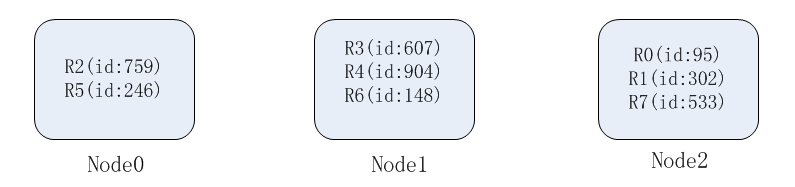 R2(id:759)
R5(id:246)
Node0
R3(id:607)
R4(id:904)
R6(id:148)
Node1
R0(id:95)
R1(id:302)
R7(id:533)
Node2